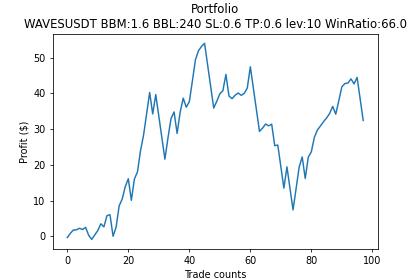 Portfolio
WAVESUSDT BBM:1.6 BBL:240 SL:0.6 TP:0.6 lev:10 WinRatio:66.0
Profit ($)
50
40
30
20
10
0
0 20 40 60 80 100
Trade counts